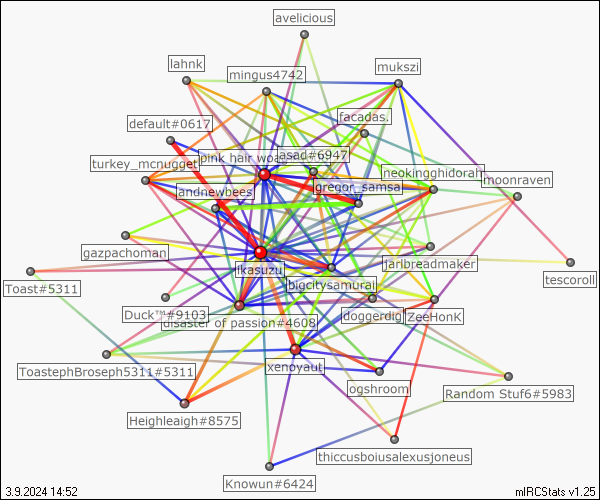 avelicious
lahnk
mingus4742
mukszi
default#0617
facadas.
turkey_mcnugget
pink hair
asad#6947
neokingghidorah
andnewbees
gregor_samsa
moonraven
gazpachoman
ikasuzu
jaribreadmaker
Toast#5311
bigcitysamurai
tescoroll
Duck™#9103
disaster of passion#4608
doggerdig
ZeeHonK
ToastephBroseph5311#5311
xenoyaut
ogshroom
Random Stuf6#5983
Heighleaigh#8575
thiccusboiusalexusjoneus
Knowun#6424
3.9.2024 14:52
mIRCStats v1.25